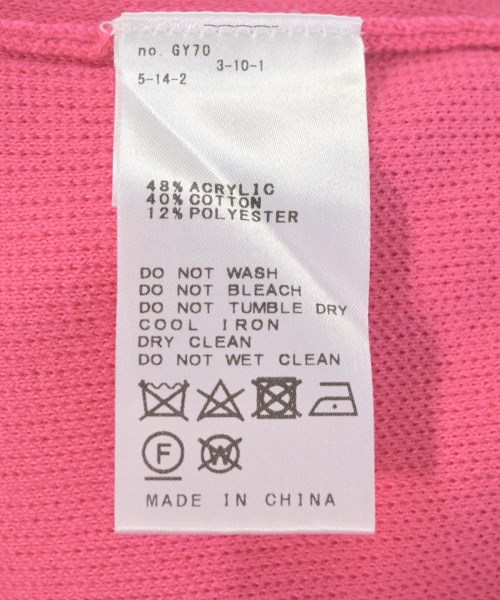 no. GY70
3-10-1
5-14-2
48% ACRYLIC
40% COTTON
12% POLYESTER
DO NOT WASH
DO NOT BLEACH
DO NOT TUMBLE DRY
COOL IRON
DRY CLEAN
DO NOT WET CLEAN
F W
MADE IN CHINA